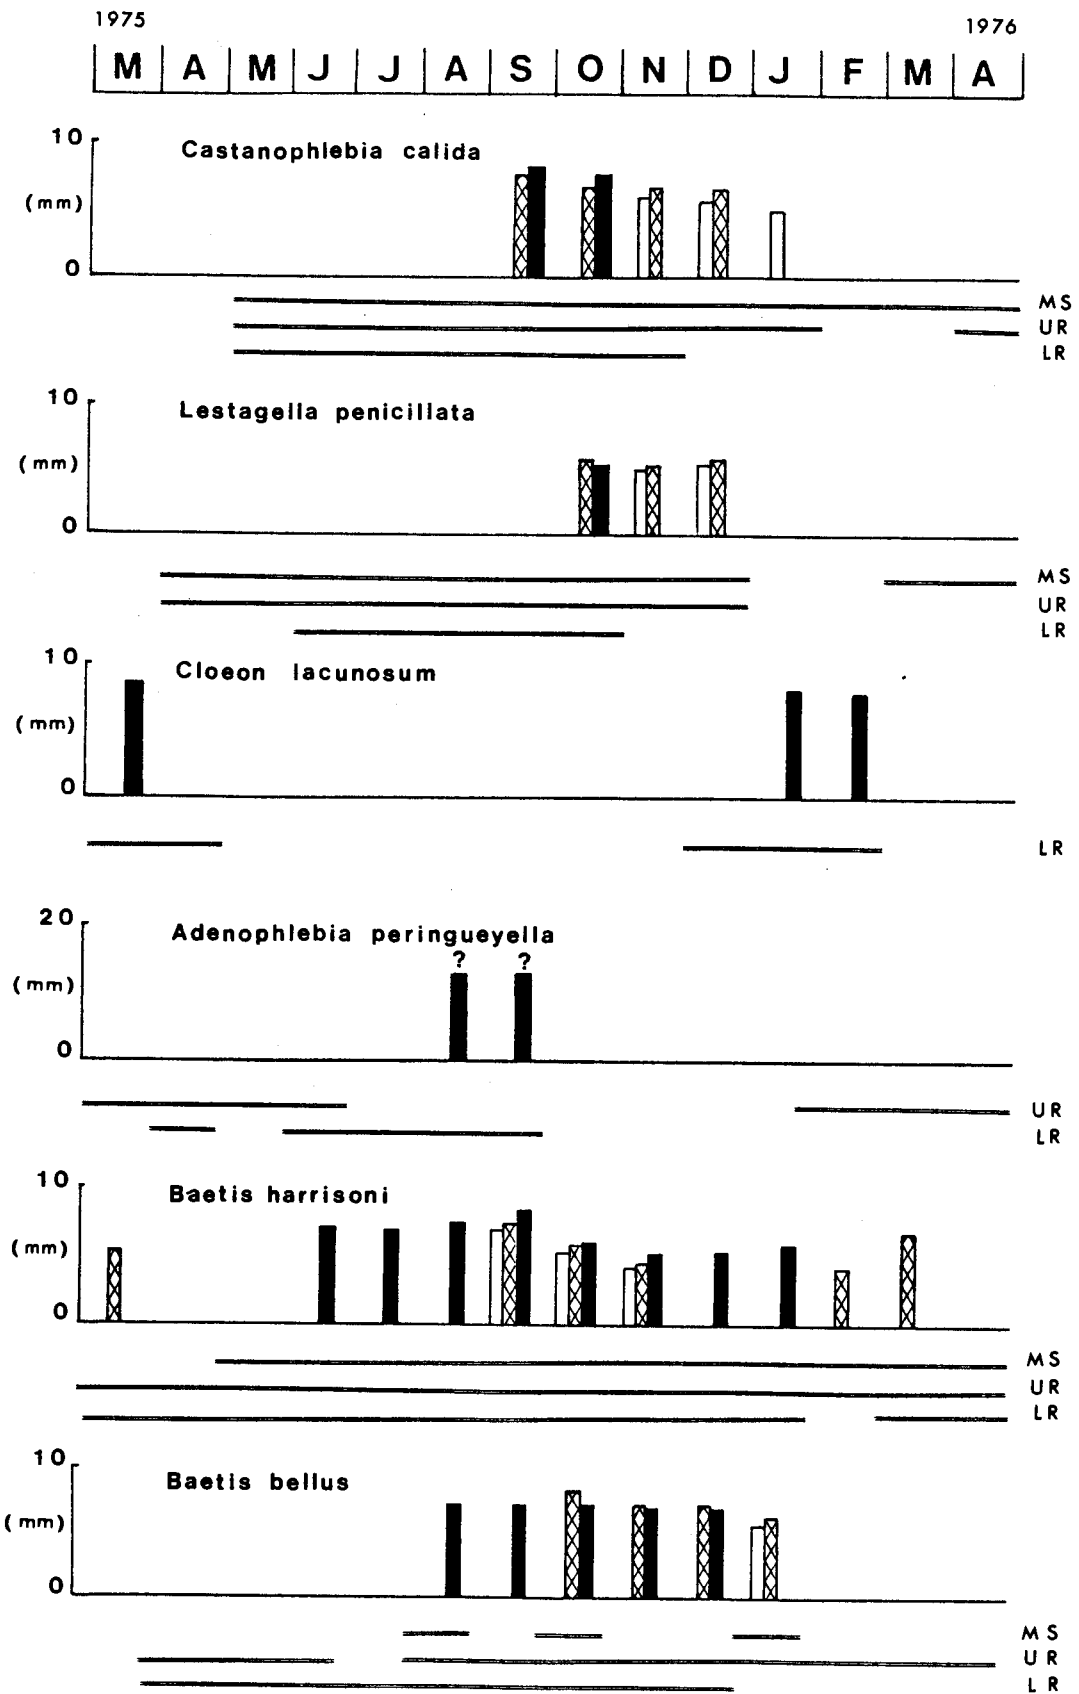 1975 1976
M A M J J A S O N D J F M A
10 Castanophlebia calida
(mm)
0
MS
UR
LR
10 Lestagella penicillata
(mm)
0
MS
UR
LR
10 Cloeon lacunosum
(mm)
0
LR
20 Adenophlebia peringueyella
? ?
(mm)
0
UR
LR
10 Baetis harrisoni
(mm)
0
MS
UR
LR
10 Baetis bellus
(mm)
0
MS
UR
LR